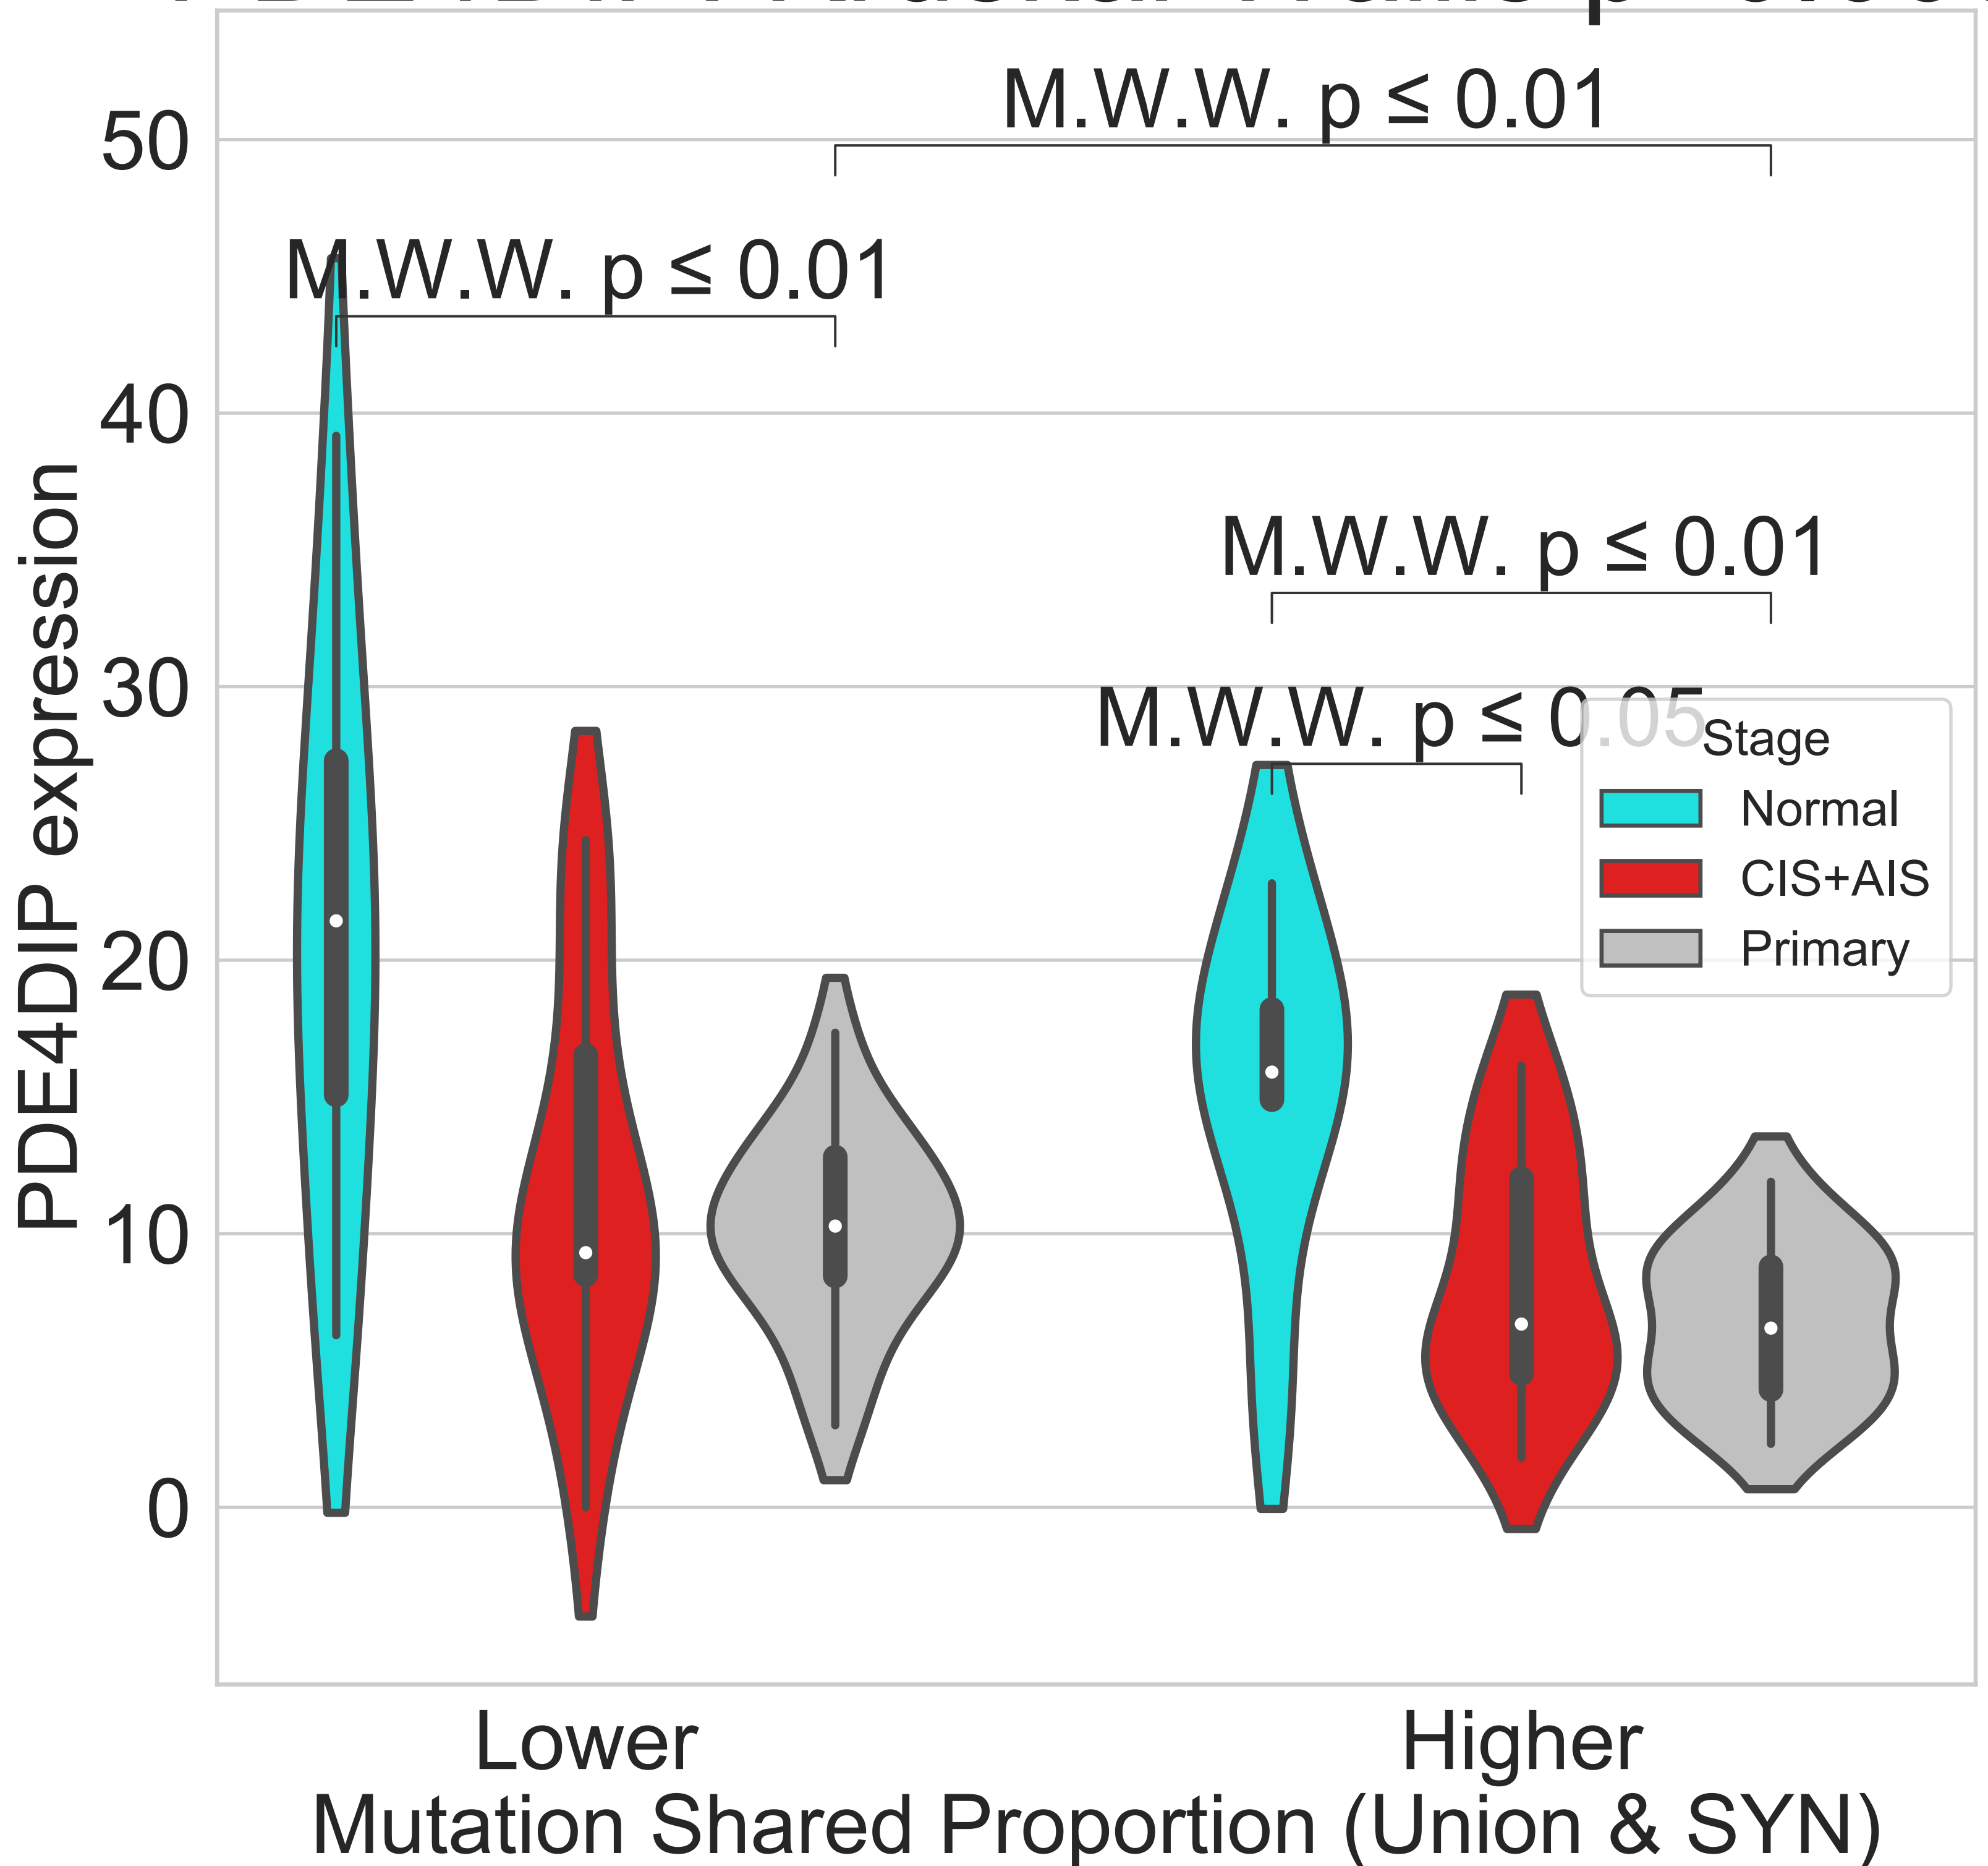 M.W.W. p ≤ 0.01
50
M.W.W. p ≤ 0.01
40
M.W.W. p ≤ 0.01
30
M.W.W. p ≤ 0.05
Stage
Normal
CIS+AIS
Primary
20
10
0
PDE4DIP expression
Lower
Higher
Mutation Shared Proportion (Union & SYN)